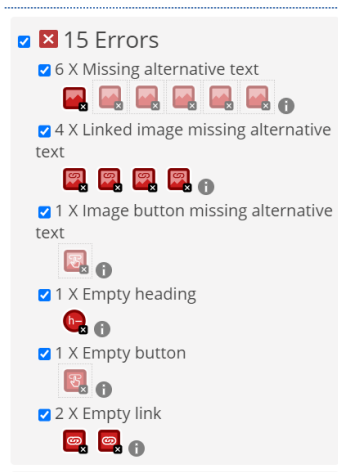 15 Errors
6 X Missing alternative text
4 X Linked image missing alternative
text
1 X Image button missing alternative
text
1 X Empty heading
h-
1 X Empty button
2 X Empty link